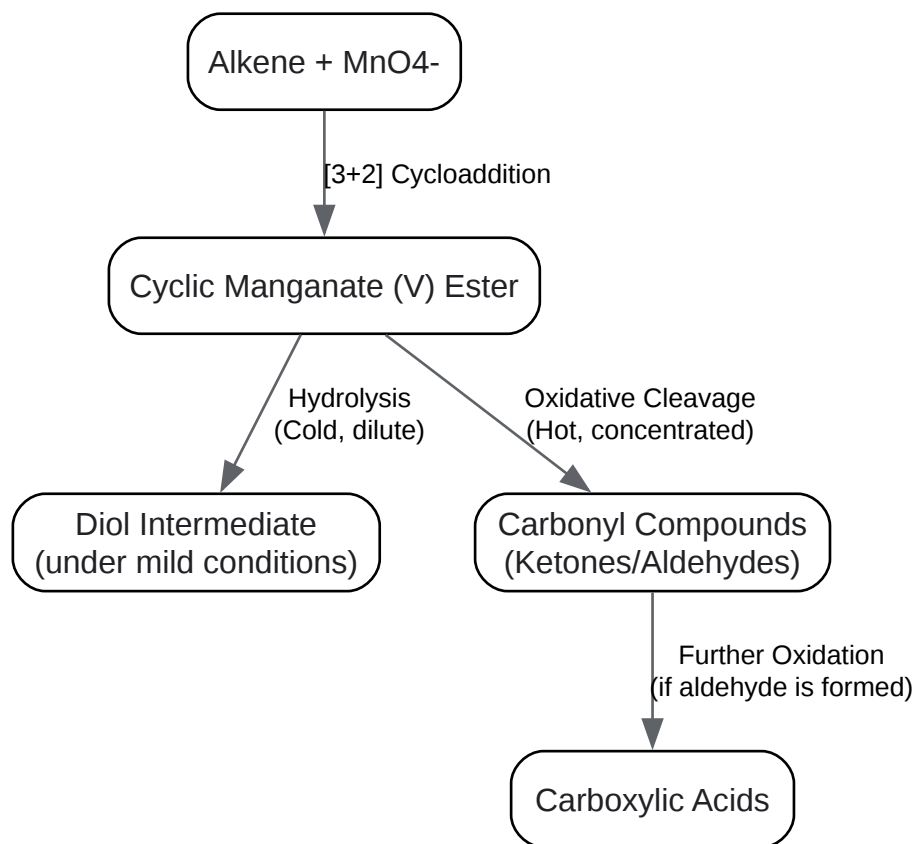 Alkene + MnO4-
[3+2] Cycloaddition
Cyclic Manganate (V) Ester
Hydrolysis
(Cold, dilute)
Oxidative Cleavage
(Hot, concentrated)
Diol Intermediate
(under mild conditions)
Carbonyl Compounds
(Ketones/Aldehydes)
Further Oxidation
(if aldehyde is formed)
Carboxylic Acids